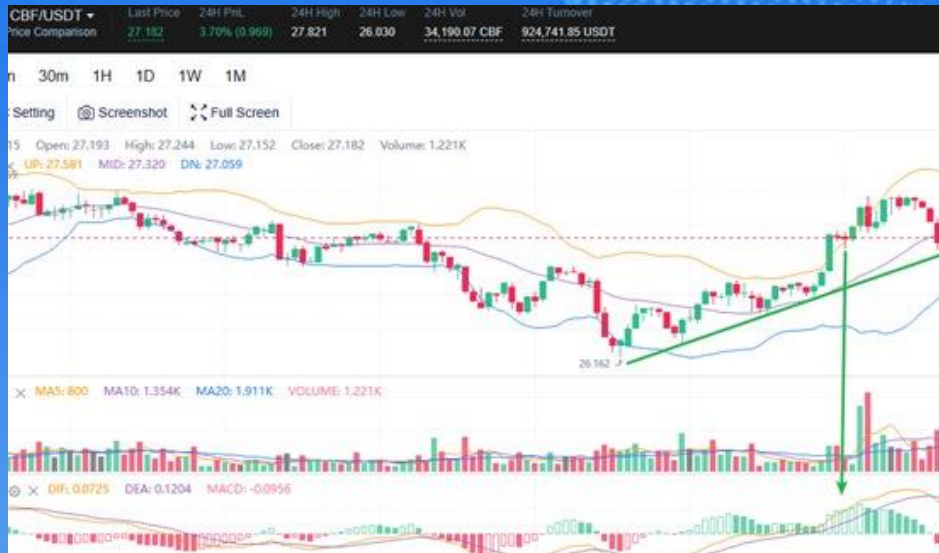 CBF/USDT Last Price 24H PnL 24H High 24H Low 24H Vol 24H Turnover
Price Comparison 27.182 3.70% (0.969) 27.821 26.030 34,190.07 CBF 924,741.85 USDT
30m 1H 1D 1W 1M
Setting Screenshot Full Screen
15 Open: 27.193 High: 27.244 Low: 27.152 Close: 27.182 Volume: 1.221K
UP: 27.581 MID: 27.320 DN: 27.059
26.162
MA5: 800 MA10: 1.354K MA20: 1.911K VOLUME: 1.221K
DIF: 0.0725 DEA: 0.1204 MACD: -0.0956